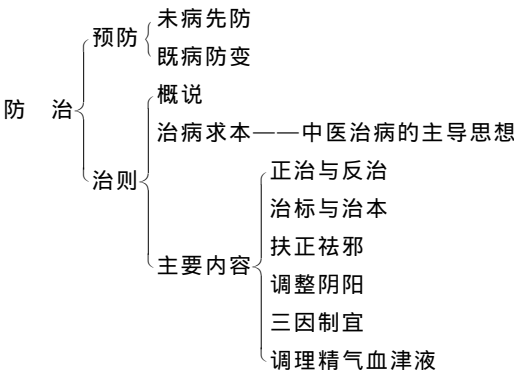 未病先防
预防
既病防变
防 治
概说
治病求本——中医治病的主导思想
治则
正治与反治
治标与治本
扶正祛邪
主要内容
调整阴阳
三因制宜
调理精气血津液